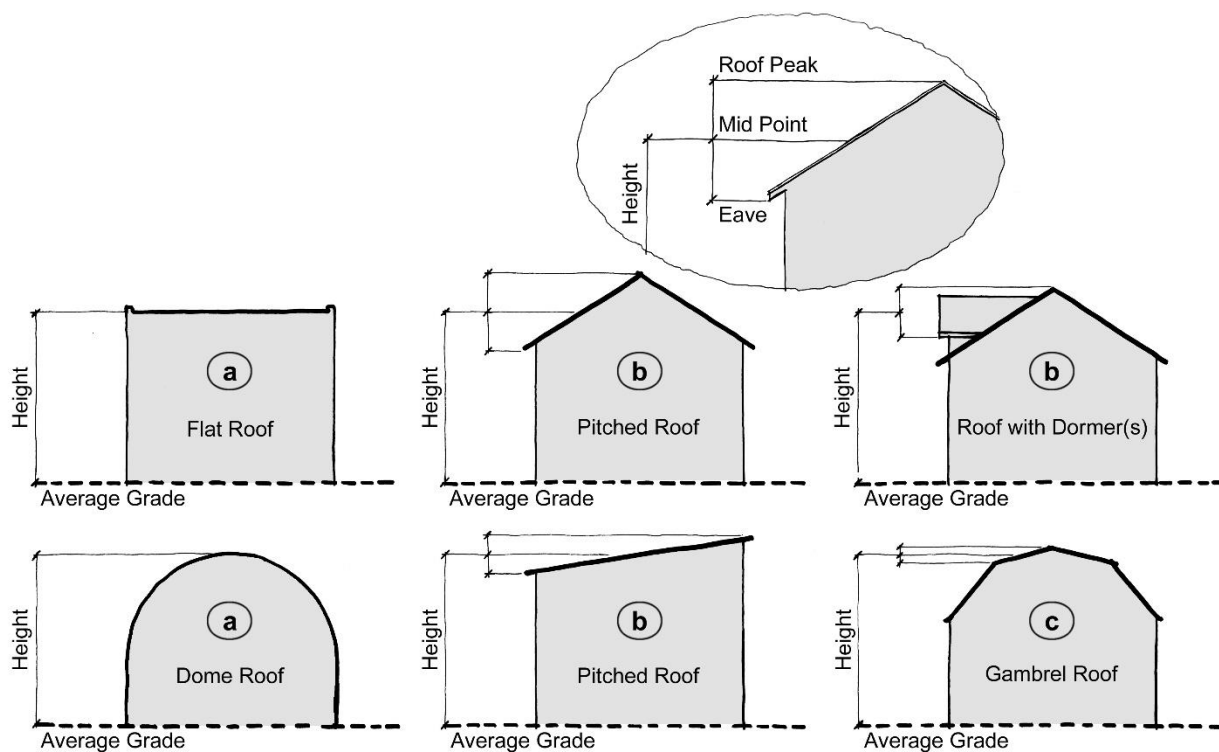 Roof Peak
Mid Point
Height
Eave
Height
a
Flat Roof
Average Grade
Height
b
Pitched Roof
Average Grade
Height
b
Roof with Dormer(s)
Average Grade
Height
a
Dome Roof
Average Grade
Height
b
Pitched Roof
Average Grade
Height
c
Gambrel Roof
Average Grade